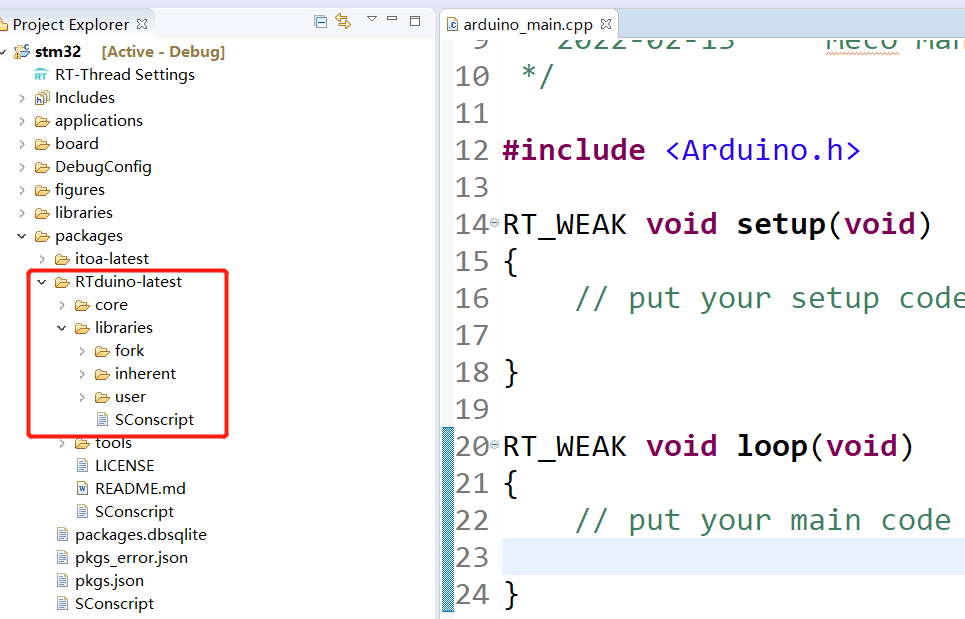 Project Explorer
stm32 [Active - Debug]
RT-Thread Settings
Includes
applications
board
DebugConfig
figures
libraries
packages
itoa-latest
RTduino-latest
core
libraries
fork
inherent
user
SConscript
tools
LICENSE
README.md
SConscript
packages.dbsqlite
pkgs_error.json
pkgs.json
SConscript
arduino_main.cpp
9 2022-02-15 Meco Man
10 */
11
12 #include <Arduino.h>
13
14 RT_WEAK void setup(void)
15 {
16 // put your setup code
17
18 }
19
20 RT_WEAK void loop(void)
21 {
22 // put your main code
23
24 }